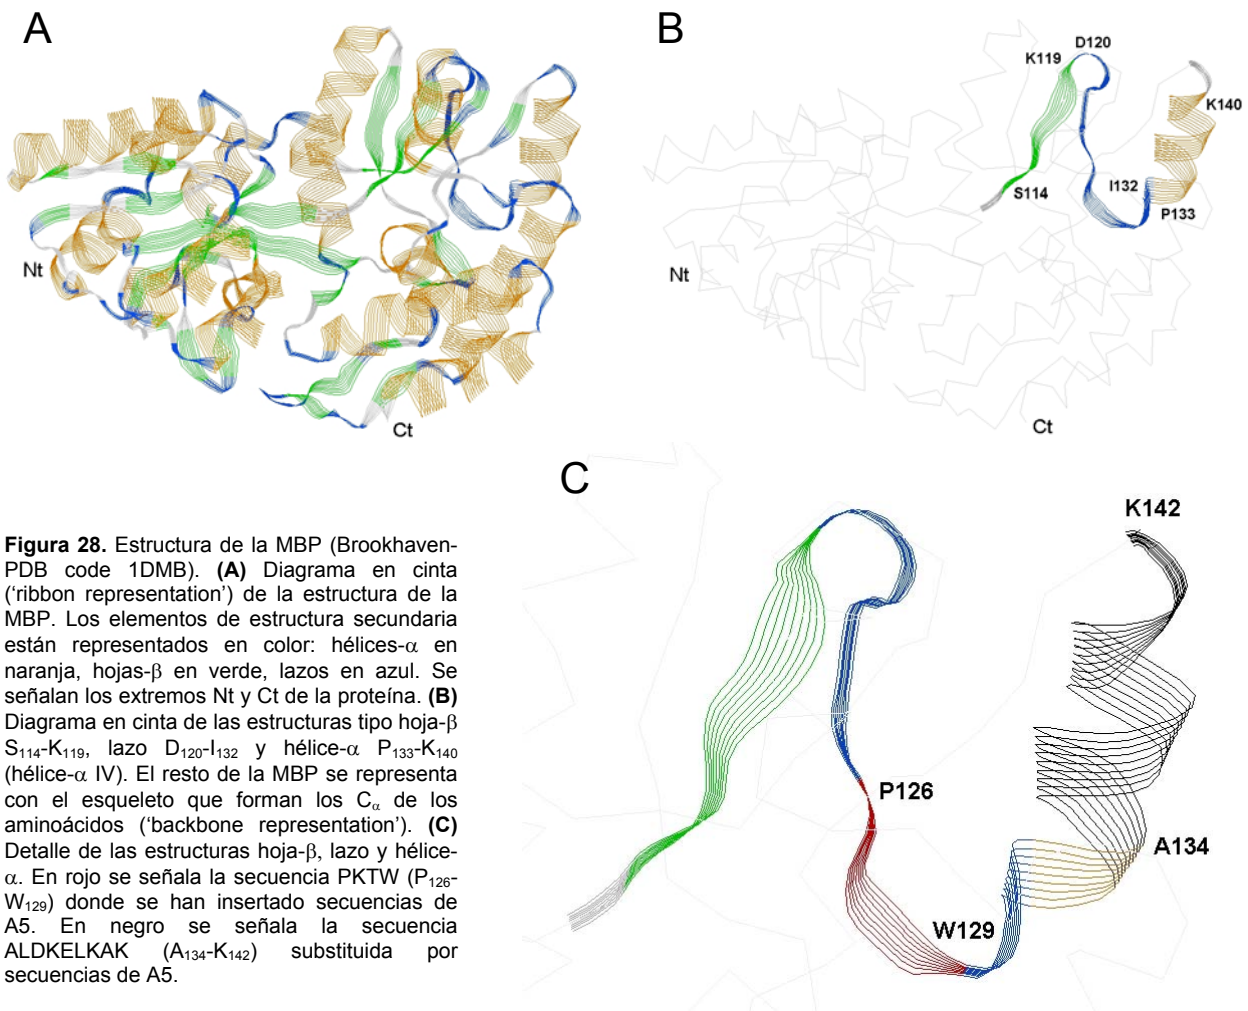 A
B
D120
K119
K140
I132
S114
P133
Nt
Nt
Ct
Ct
C
K142
P126
A134
W129
Figura 28. Estructura de la MBP (Brookhaven-
PDB code 1DMB). (A) Diagrama en cinta
(‘ribbon representation’) de la estructura de la
MBP. Los elementos de estructura secundaria
están representados en color: hélices-α en
naranja, hojas-β en verde, lazos en azul. Se
señalan los extremos Nt y Ct de la proteína. (B)
Diagrama en cinta de las estructuras tipo hoja-β
S114-K119, lazo D120-I132 y hélice-α P133-K140
(hélice-α IV). El resto de la MBP se representa
con el esqueleto que forman los Cα de los
aminoácidos (‘backbone representation’). (C)
Detalle de las estructuras hoja-β, lazo y hélice-
α. En rojo se señala la secuencia PKTW (P126-
W129) donde se han insertado secuencias de
A5. En negro se señala la secuencia
ALDKELKAK (A134-K142) substituida por
secuencias de A5.